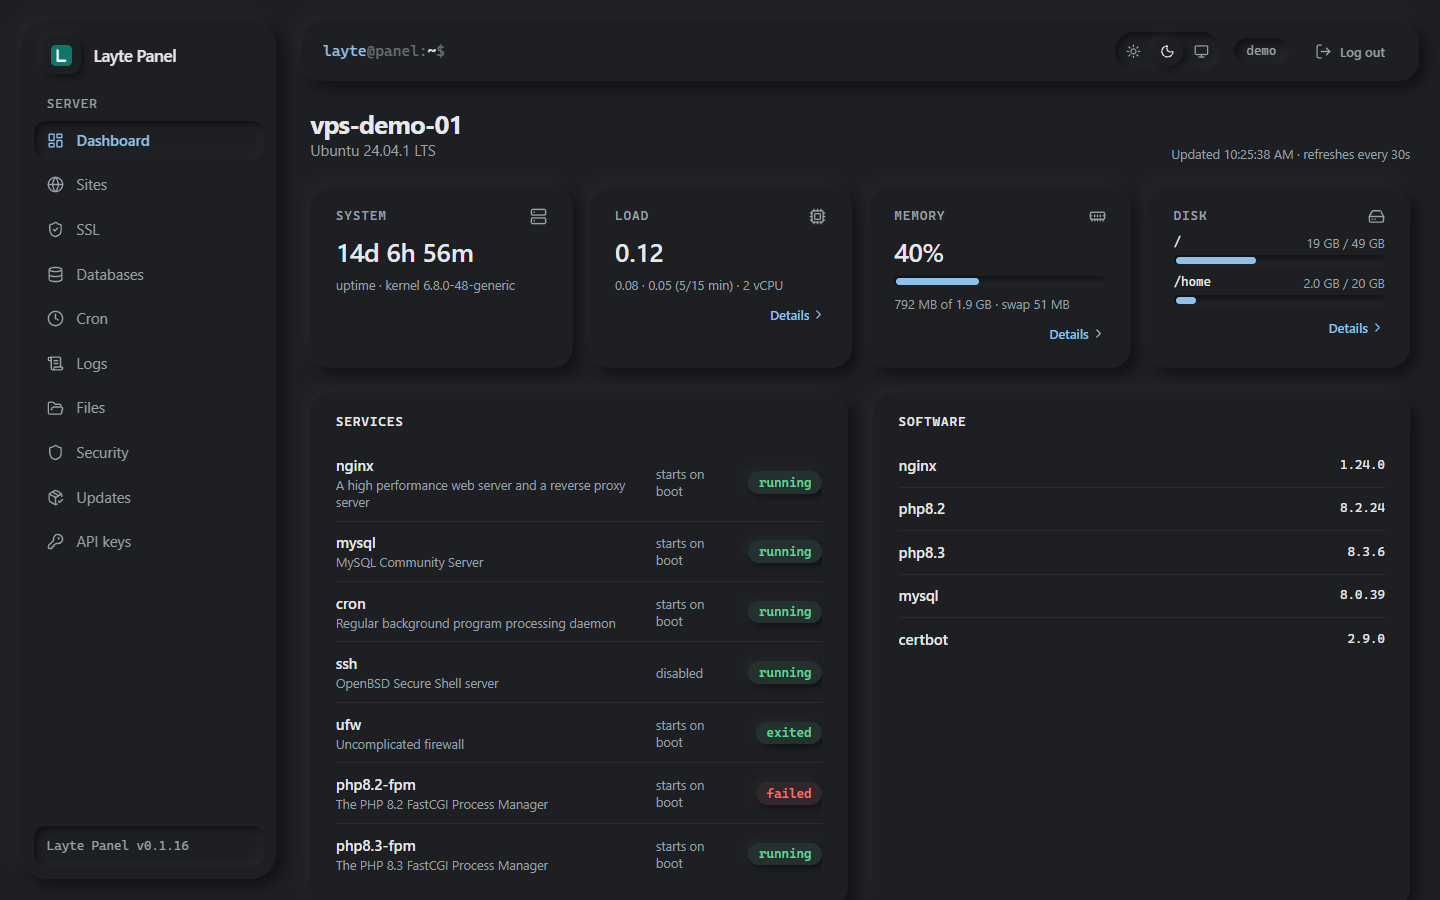 Layte Panel
SERVER
Dashboard
Sites
SSL
Databases
Cron
Logs
Files
Security
Updates
API keys
Layte Panel v0.1.16
layte@panel:~$
demo
Log out
vps-demo-01
Ubuntu 24.04.1 LTS
Updated 10:25:38 AM · refreshes every 30s
SYSTEM
14d 6h 56m
uptime · kernel 6.8.0-48-generic
LOAD
0.12
0.08 · 0.05 (5/15 min) · 2 vCPU
Details
MEMORY
40%
792 MB of 1.9 GB · swap 51 MB
Details
DISK
/ 19 GB / 49 GB
/home 2.0 GB / 20 GB
Details
SERVICES
nginx
A high performance web server and a reverse proxy
server
starts on
boot
running
mysql
MySQL Community Server
starts on
boot
running
cron
Regular background program processing daemon
starts on
boot
running
ssh
OpenBSD Secure Shell server
disabled
running
ufw
Uncomplicated firewall
starts on
boot
exited
php8.2-fpm
The PHP 8.2 FastCGI Process Manager
starts on
boot
failed
php8.3-fpm
The PHP 8.3 FastCGI Process Manager
starts on
boot
running
SOFTWARE
nginx 1.24.0
php8.2 8.2.24
php8.3 8.3.6
mysql 8.0.39
certbot 2.9.0